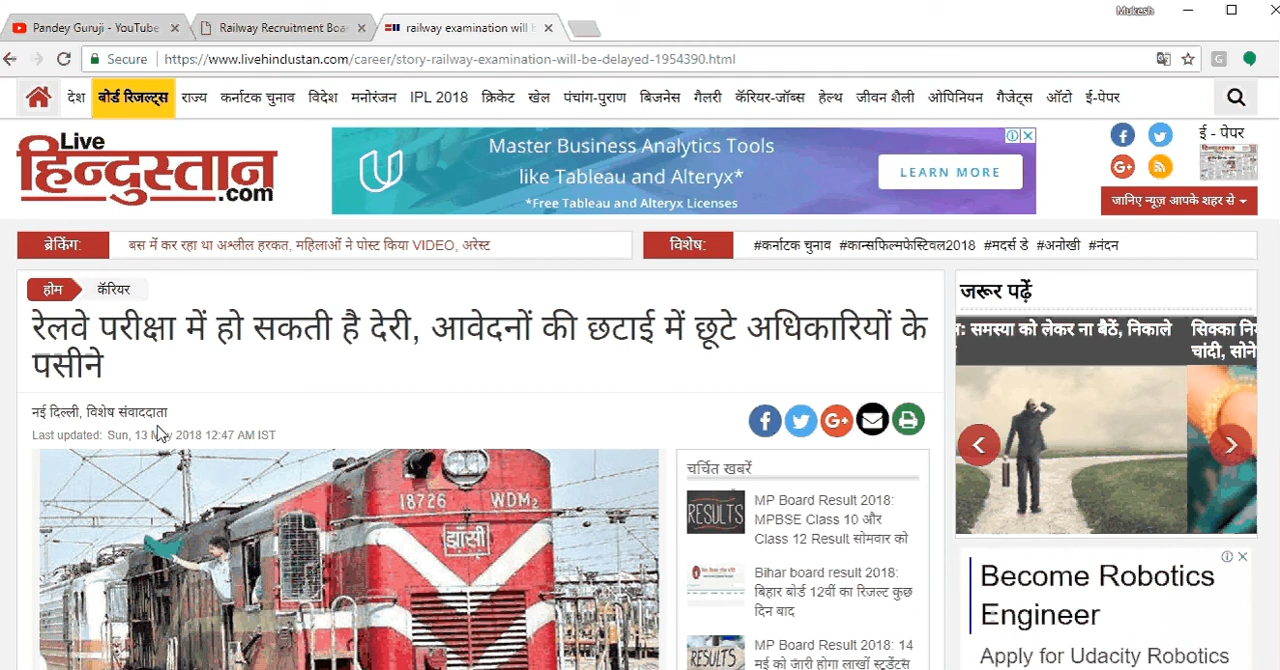 Mukesh
Pandey Guruji - YouTube
Railway Recruitment Boa
railway examination will b
Secure
https://www.livehindustan.com/career/story-railway-examination-will-be-delayed-1954390.html
देश बोर्ड रिजल्ट्स राज्य कर्नाटक चुनाव विदेश मनोरंजन IPL 2018 क्रिकेट खेल पंचांग-पुराण बिजनेस गैलरी कॅरियर-जॉब्स हेल्थ जीवन शैली ओपिनियन गैजेट्स ऑटो ई-पेपर
Live
हिन्दुस्तान
.com
Master Business Analytics Tools
like Tableau and Alteryx*
*Free Tableau and Alteryx Licenses
LEARN MORE
ई - पेपर
जानिए न्यूज़ आपके शहर से
ब्रेकिंग:
बस में कर रहा था अश्लील हरकत, महिलाओं ने पोस्ट किया VIDEO, अरेस्ट
विशेष:
#कर्नाटक चुनाव #कान्सफिल्मफेस्टिवल2018 #मदर्स डे #अनोखी #नंदन
होम
कॅरियर
रेलवे परीक्षा में हो सकती है देरी, आवेदनों की छटाई में छूटे अधिकारियों के
पसीने
नई दिल्ली, विशेष संवाददाता
Last updated: Sun, 13 May 2018 12:47 AM IST
18726 WDM2
झाँसी
चर्चित खबरें
RESULTS
MP Board Result 2018:
MPBSE Class 10 और
Class 12 Result सोमवार को
Bihar board result 2018:
बिहार बोर्ड 12वीं का रिजल्ट कुछ
दिन बाद
RESULTS
MP Board Result 2018: 14
मई को जारी होगा लाखों स्टूडेंट्स
जरूर पढ़ें
समस्या को लेकर ना बैठें, निकाले
सिक्का
चांदी, सोने
Become Robotics
Engineer
Apply for Udacity Robotics